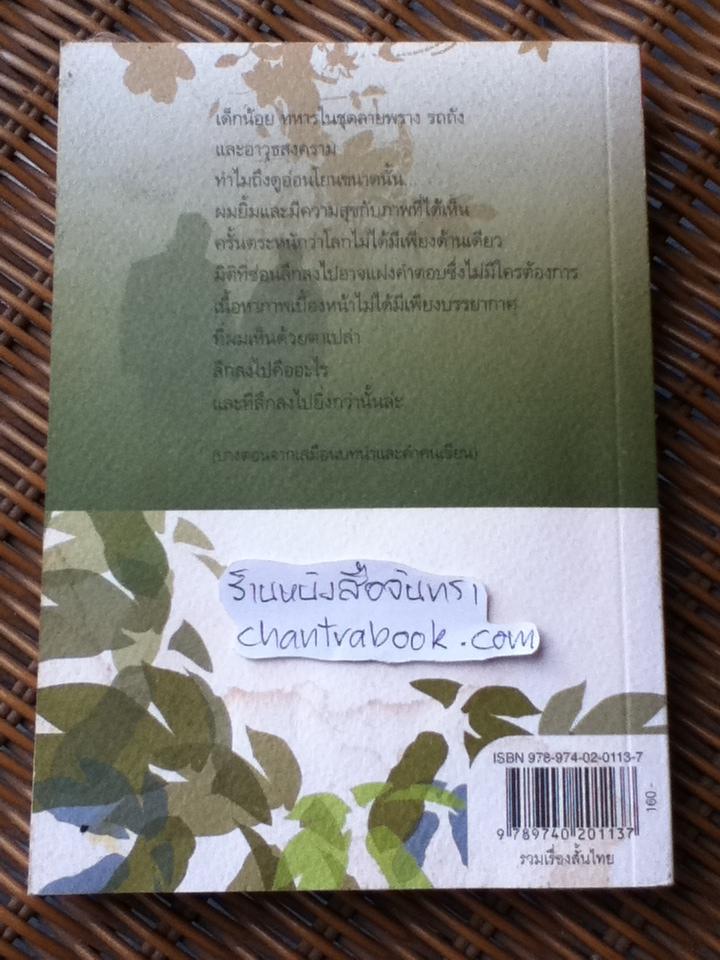 เด็กน้อย ทหารในชุดลายพราง รถถัง
และอาวุธสงคราม
ทำไมถึงดูอ่อนโยนขนาดนั้น...
ผมยิ้มและมีความสุขกับภาพที่ได้เห็น
ครั้นตระหนักว่าโลกไม่ได้มีเพียงด้านเดียว
มิติที่ซ่อนลึกลงไปอาจแฝงคำตอบซึ่งไม่มีใครต้องการ
เนื้อหาภาพเบื้องหน้าไม่ได้มีเพียงบรรยากาศ
ที่ผมเห็นด้วยตาเปล่า
ลึกลงไปคืออะไร
และที่ลึกลงไปยิ่งกว่านั้นล่ะ
(บางตอนจากเสมือนบทนำและคำคนเขียน)
ร้านหนังสือจันทรา
chantrabook.com
ISBN 978-974-02-0113-7
9 789740 201137
160.-
รวมเรื่องสั้นไทย